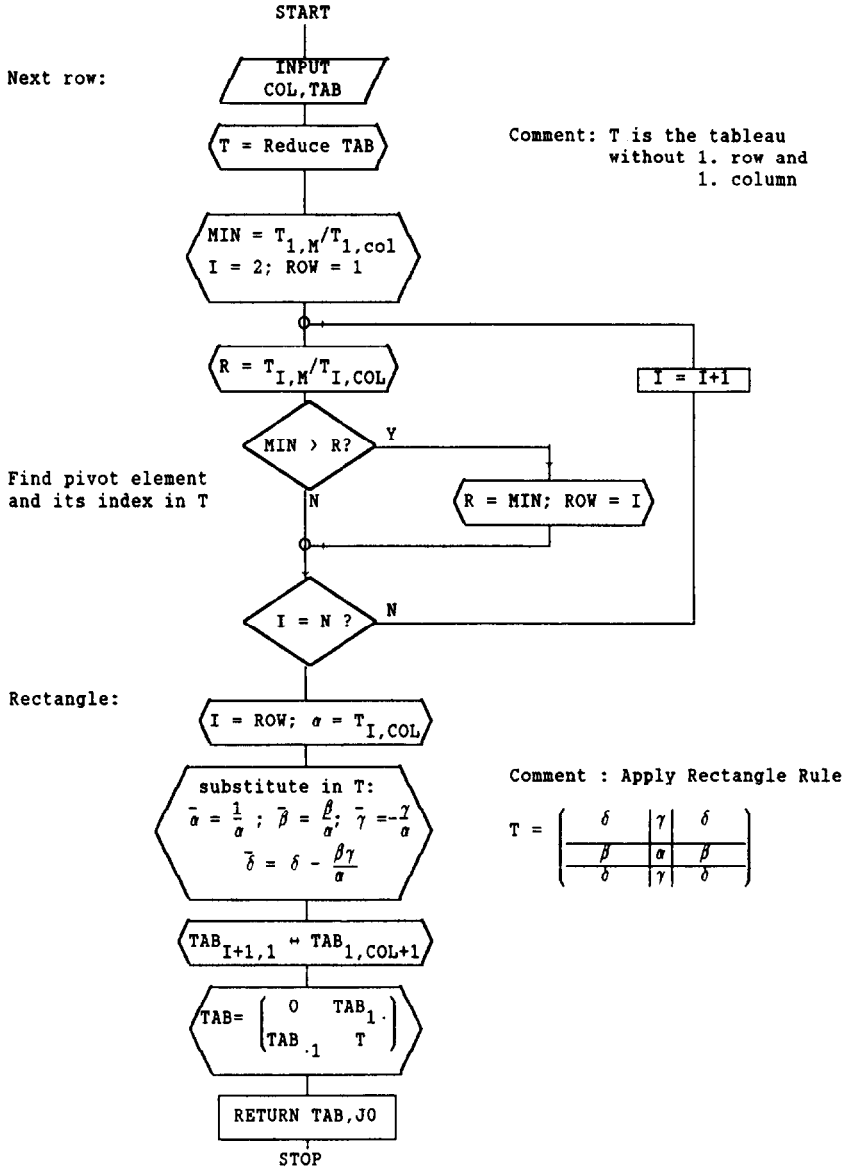 START
Next row:
INPUT
COL,TAB
T = Reduce TAB
Comment: T is the tableau
without 1. row and
1. column
MIN = T1,M/T1,col
I = 2; ROW = 1
R = TI,M/TI,COL
I = I+1
MIN > R?
Y
Find pivot element
and its index in T
N
R = MIN; ROW = I
I = N ?
N
Rectangle:
I = ROW; α = TI,COL
substitute in T:
ᾱ = 1/α ; β̄ = β/α; γ̄ =-γ/α
δ̄ = δ - βγ/α
Comment : Apply Rectangle Rule
T =
δ γ δ
β α β
δ γ δ
TABI+1,1 ↔ TAB1,COL+1
TAB=
0 TAB1.
TAB.1 T
RETURN TAB,J0
STOP